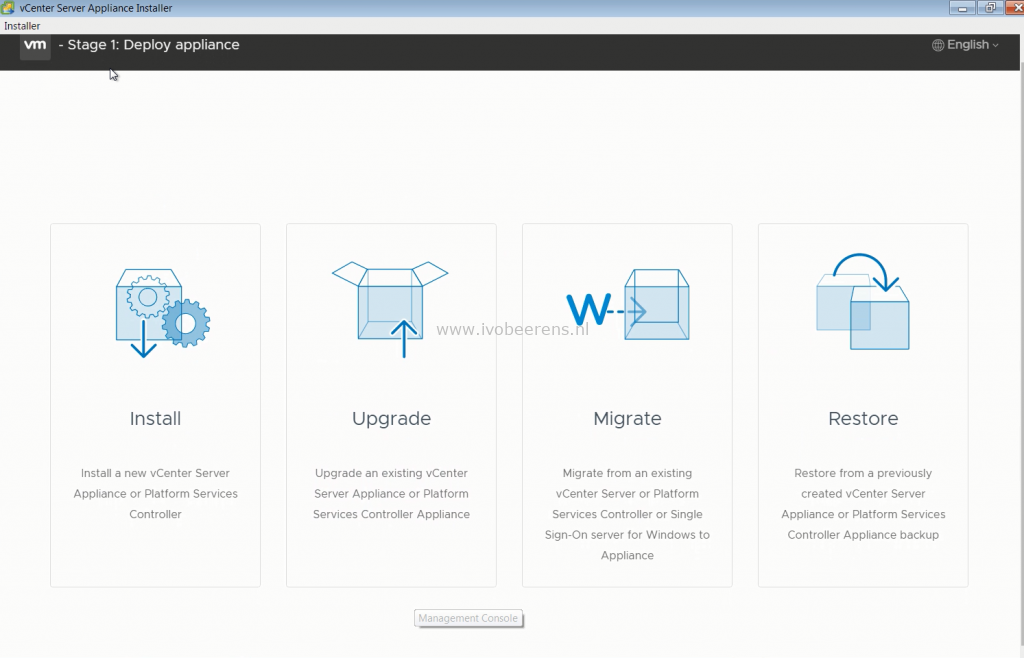 vCenter Server Appliance Installer
Installer
vm - Stage 1: Deploy appliance
English
www.ivobeerens.nl
Install
Install a new vCenter Server
Appliance or Platform Services
Controller
Upgrade
Upgrade an existing vCenter
Server Appliance or Platform
Services Controller Appliance
W
Migrate
Migrate from an existing
vCenter Server or Platform
Services Controller or Single
Sign-On server for Windows to
Appliance
Restore
Restore from a previously
created vCenter Server
Appliance or Platform Services
Controller Appliance backup
Management Console